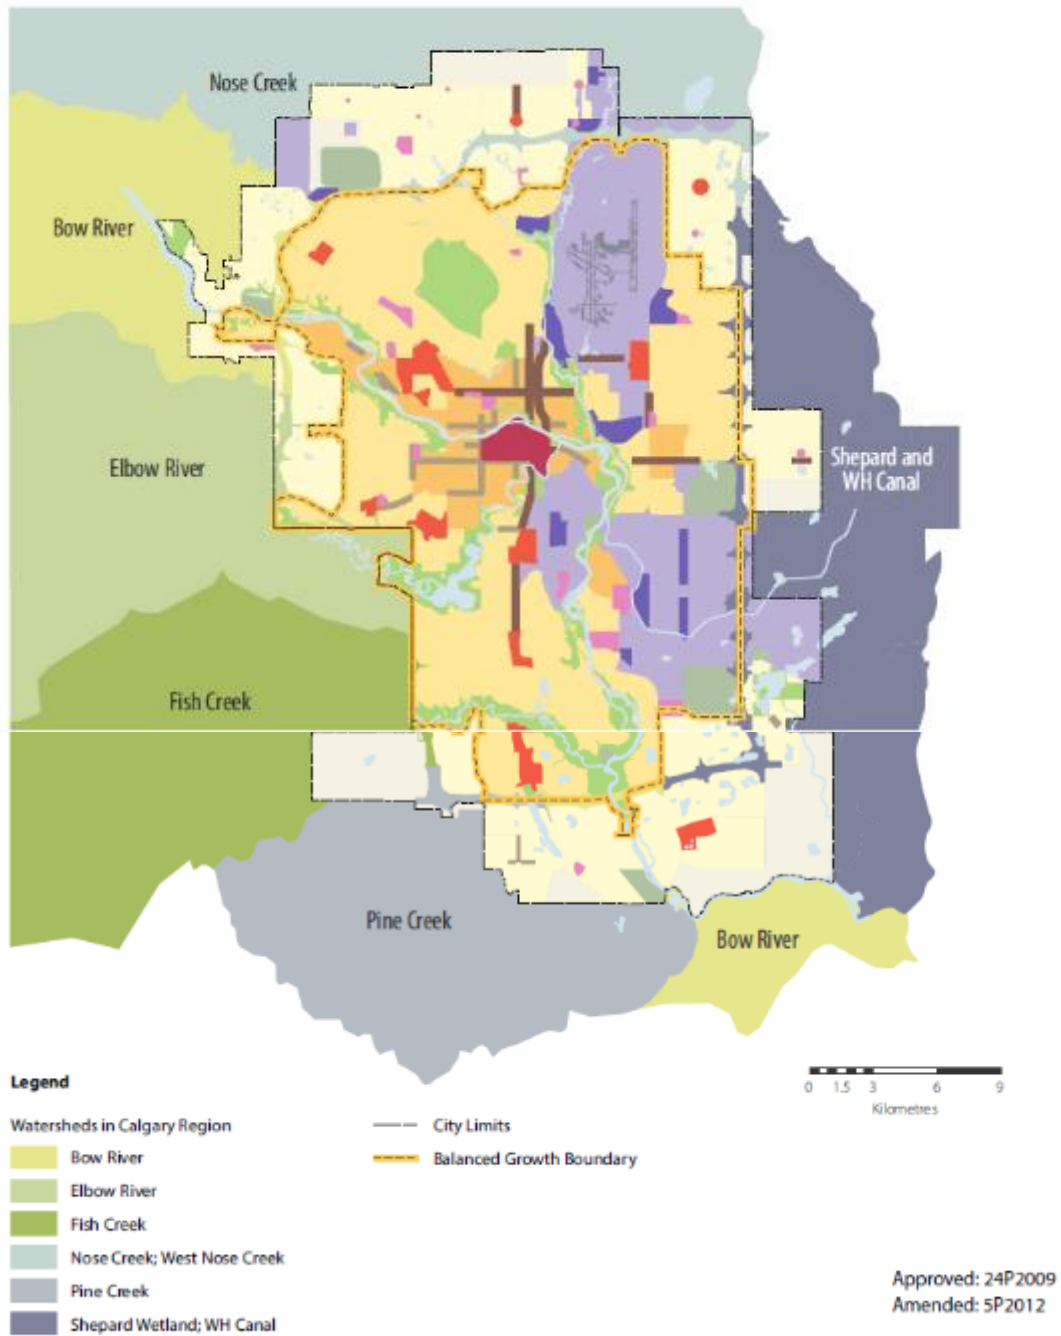 Nose Creek
Bow River
Elbow River
Shepard and
WH Canal
Fish Creek
Pine Creek
Bow River
Legend
0 1.5 3 6 9
Kilometres
Watersheds in Calgary Region
Bow River
Elbow River
Fish Creek
Nose Creek; West Nose Creek
Pine Creek
Shepard Wetland; WH Canal
City Limits
Balanced Growth Boundary
Approved: 24P2009
Amended: 5P2012